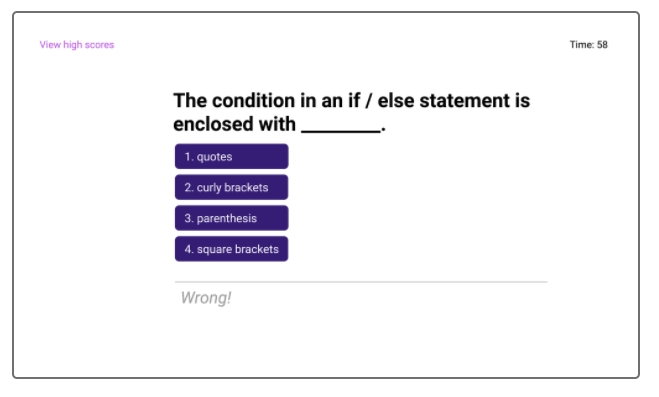 View high scores
Time: 58
The condition in an if / else statement is
enclosed with ________.
1. quotes
2. curly brackets
3. parenthesis
4. square brackets
Wrong!